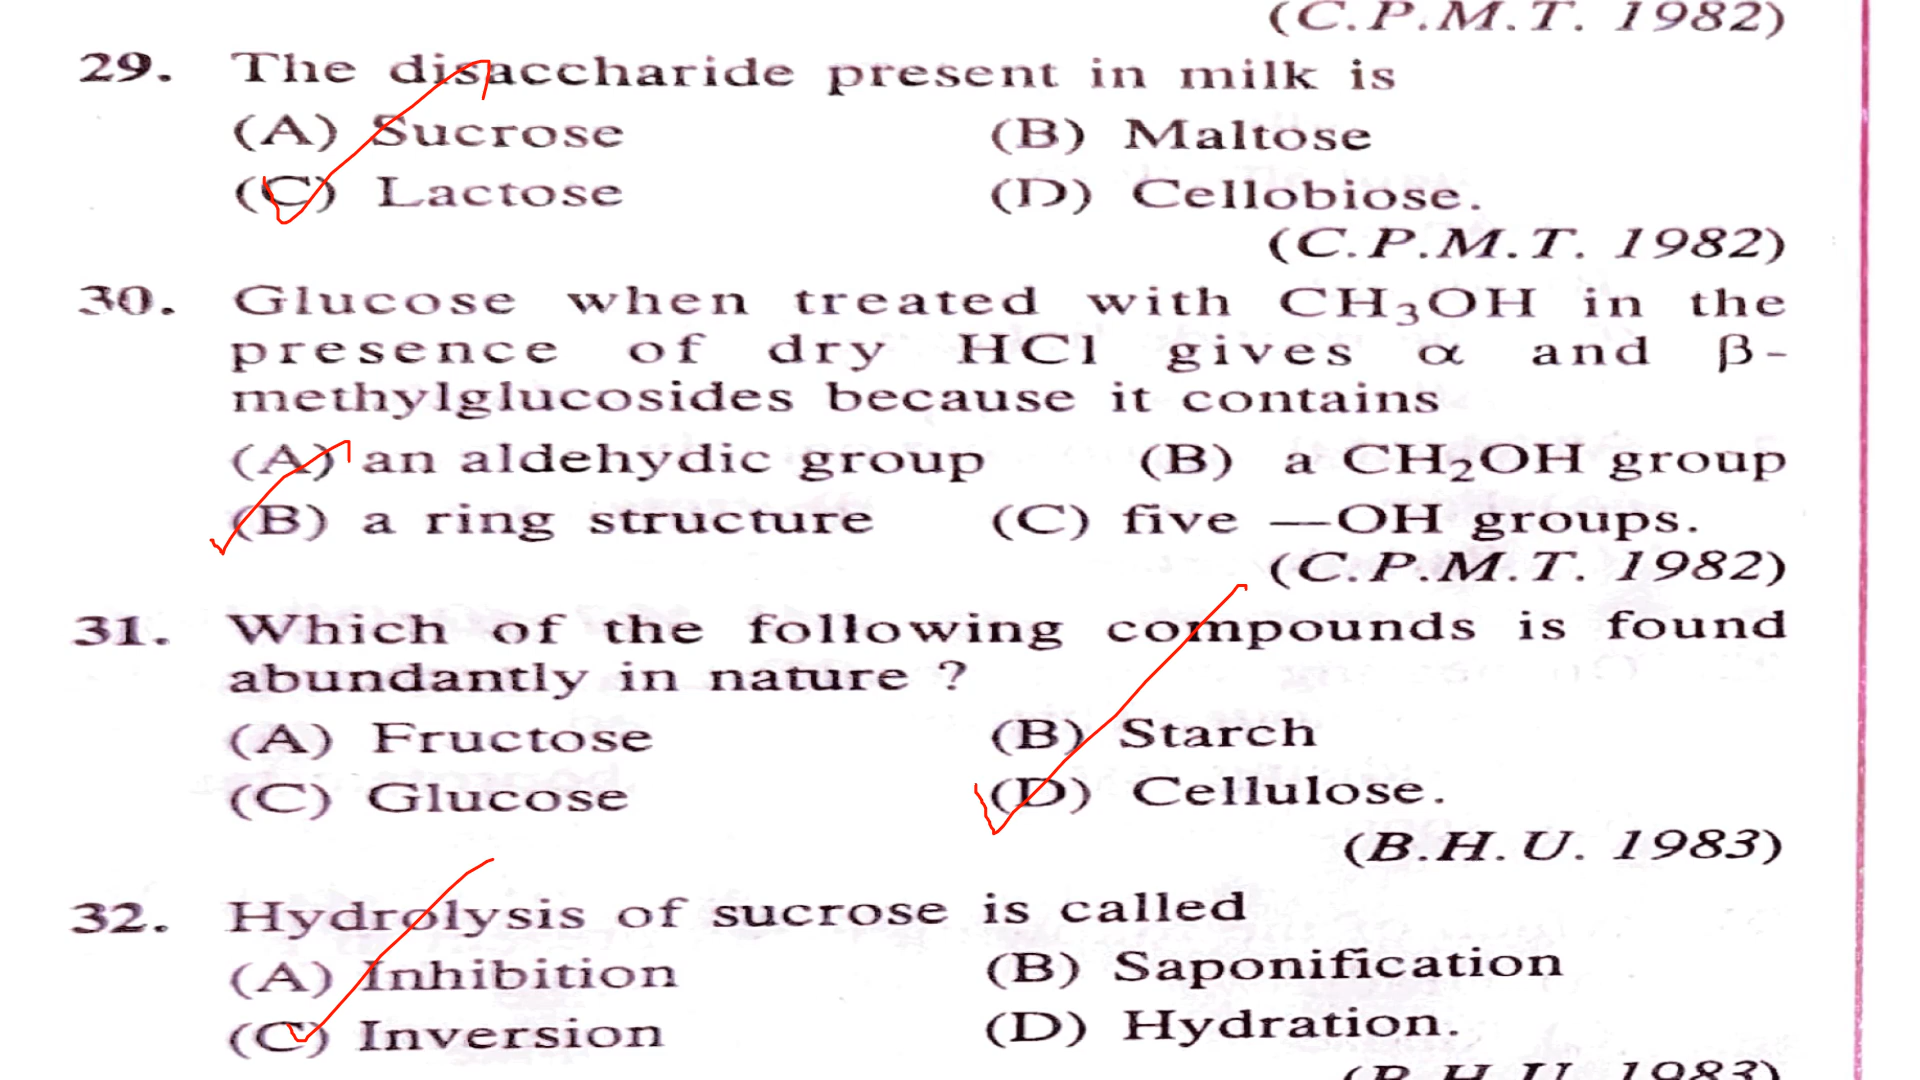 (C.P.M.T. 1982)
29. The disaccharide present in milk is
(A) Sucrose (B) Maltose
(C) Lactose (D) Cellobiose.
(C.P.M.T. 1982)
30. Glucose when treated with CH₃OH in the
presence of dry HCl gives α and β-
methylglucosides because it contains
(A) an aldehydic group (B) a CH₂OH group
(B) a ring structure (C) five —OH groups.
(C.P.M.T. 1982)
31. Which of the following compounds is found
abundantly in nature ?
(A) Fructose (B) Starch
(C) Glucose (D) Cellulose.
(B.H.U. 1983)
32. Hydrolysis of sucrose is called
(A) Inhibition (B) Saponification
(C) Inversion (D) Hydration.
(B.H.U. 1983)